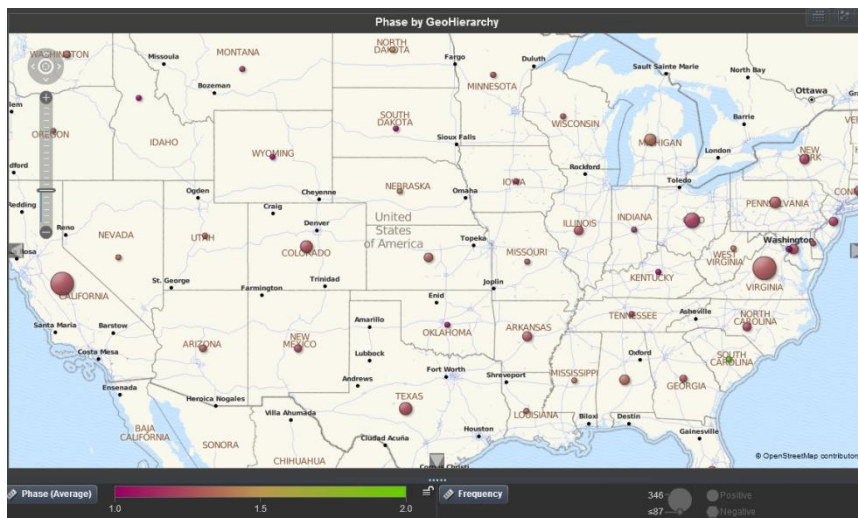 Phase by GeoHierarchy
WASHINGTON
Missoula
MONTANA
NORTH
DAKOTA
Fargo
Duluth
Sault Sainte Marie
North Bay
Bozeman
MINNESOTA
Ottawa
OREGON
IDAHO
SOUTH
DAKOTA
WISCONSIN
MICHIGAN
Barrie
WYOMING
Sioux Falls
London
NEW
YORK
Redding
Ogden
Cheyenne
NEBRASKA
Omaha
IOWA
Rockford
Toledo
PENNSYLVANIA
Reno
NEVADA
UTAH
Craig
Denver
COLORADO
United
States
of America
Topeka
ILLINOIS
INDIANA
WEST
VIRGINIA
Washington
St. George
Trinidad
MISSOURI
KENTUCKY
VIRGINIA
CALIFORNIA
Farmington
Joplin
Enid
Santa Maria
Barstow
Amarillo
OKLAHOMA
ARKANSAS
TENNESSEE
Asheville
NORTH
CAROLINA
Costa Mesa
ARIZONA
NEW
MEXICO
Lubbock
Oxford
SOUTH
CAROLINA
Ensenada
Heroica Nogales
Andrews
Fort Worth
Shreveport
MISSISSIPPI
GEORGIA
BAJA
CALIFORNIA
SONORA
Villa Ahumada
TEXAS
LOUISIANA
Biloxi
Destin
CHIHUAHUA
Ciudad Acuña
Houston
Gainesville
Corpus Christi
© OpenStreetMap contributors
Phase (Average)
1.0
1.5
2.0
Frequency
346
≤87
Positive
Negative